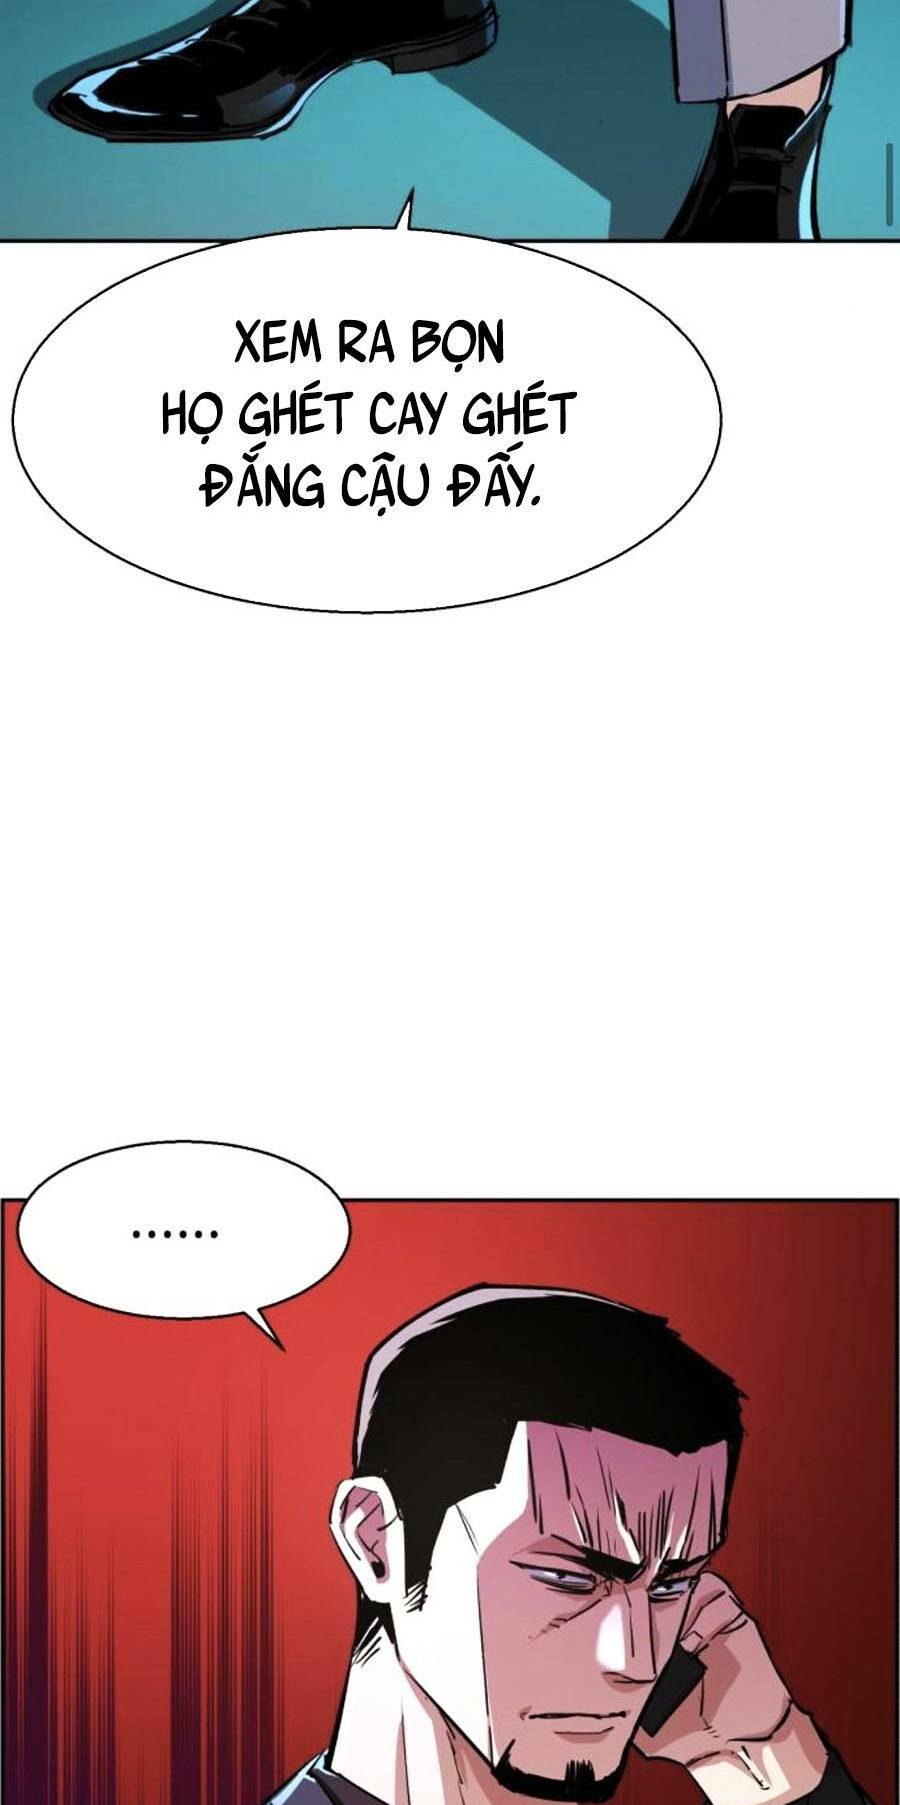 XEM RA BỌN
HỌ GHÉT CAY GHÉT
ĐẮNG CẬU ĐẤY.
......